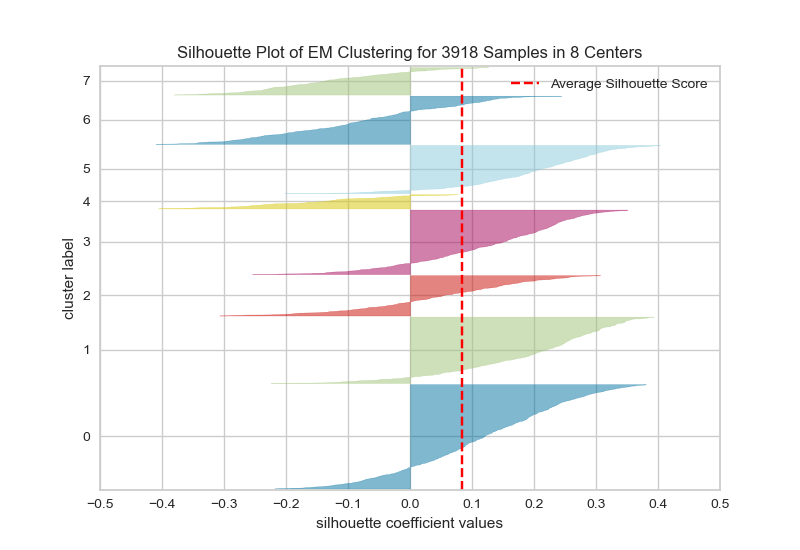 Silhouette Plot of EM Clustering for 3918 Samples in 8 Centers
Average Silhouette Score
7
6
5
4
3
2
1
0
cluster label
−0.5 −0.4 −0.3 −0.2 −0.1 0.0 0.1 0.2 0.3 0.4 0.5
silhouette coefficient values